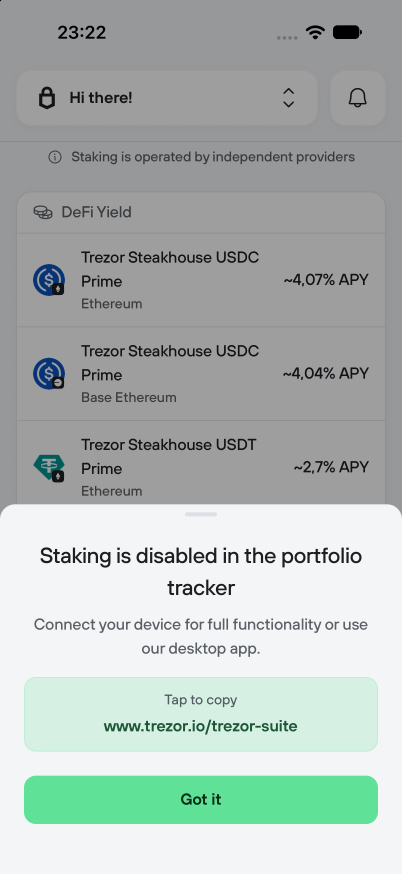 23:22
Hi there!
Staking is operated by independent providers
DeFi Yield
Trezor Steakhouse USDC
Prime
~4,07% APY
Ethereum
Trezor Steakhouse USDC
Prime
~4,04% APY
Base Ethereum
Trezor Steakhouse USDT
Prime
~2,7% APY
Ethereum
Staking is disabled in the portfolio
tracker
Connect your device for full functionality or use
our desktop app.
Tap to copy
www.trezor.io/trezor-suite
Got it